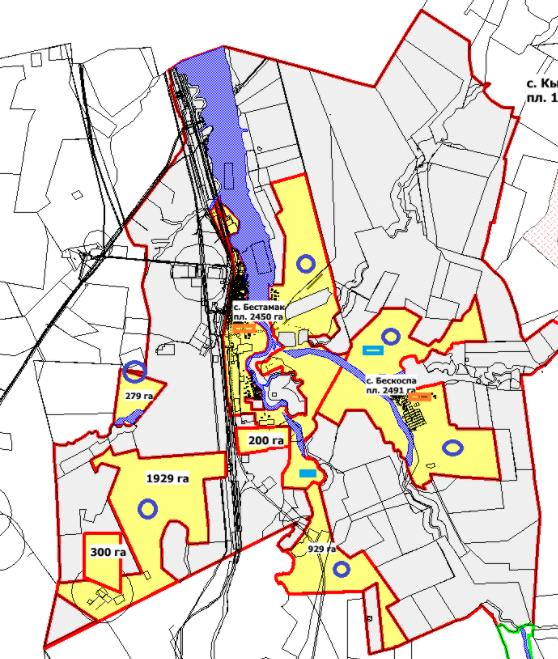 с. Кы
пл. 1
с. Бестамак
пл. 2450 га
с. Бескоспа
пл. 2491 га
279 га
200 га
1929 га
300 га
929 га